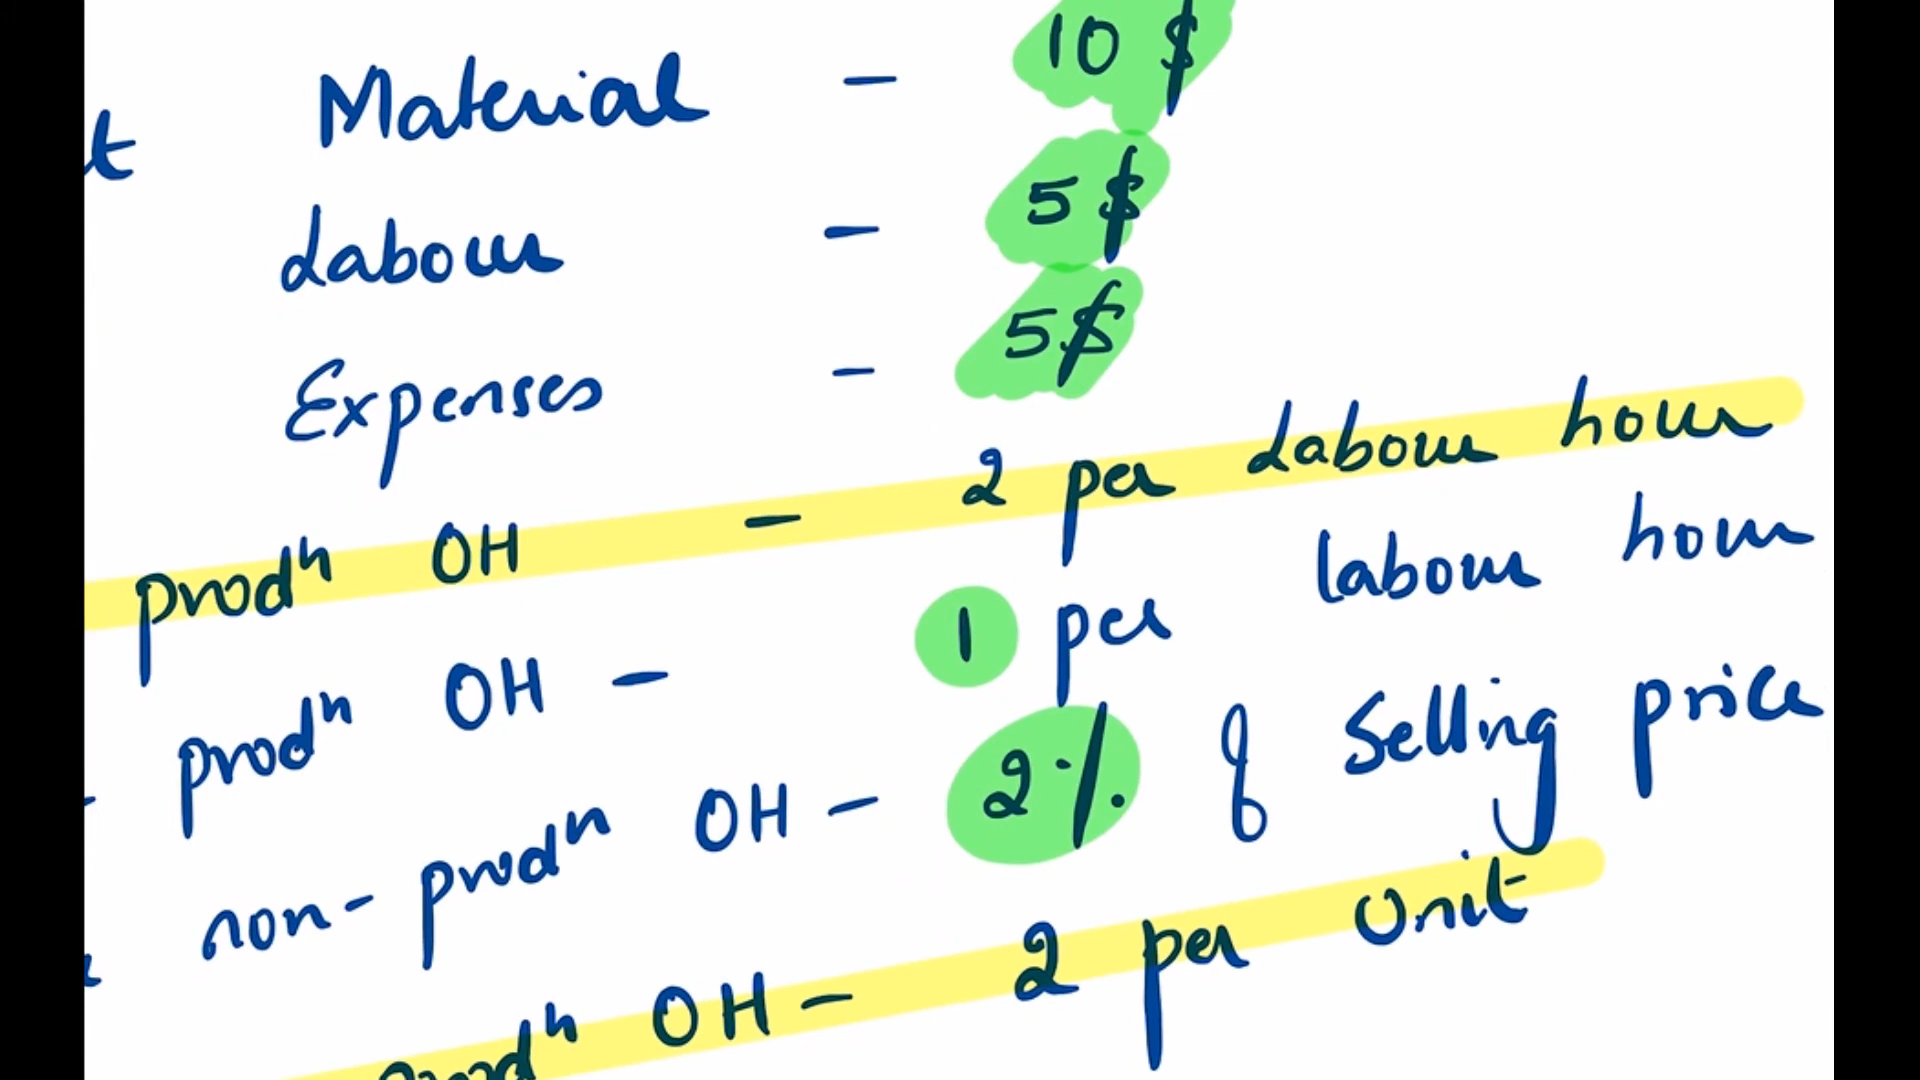 Material - 10 $
t
Labour - 5 $
Expenses - 5 $
prodⁿ OH - 2 per Labour hour
prodⁿ OH - 1 per labour hour
non-prodⁿ OH - 2% of Selling price
prodⁿ OH - 2 per Unit